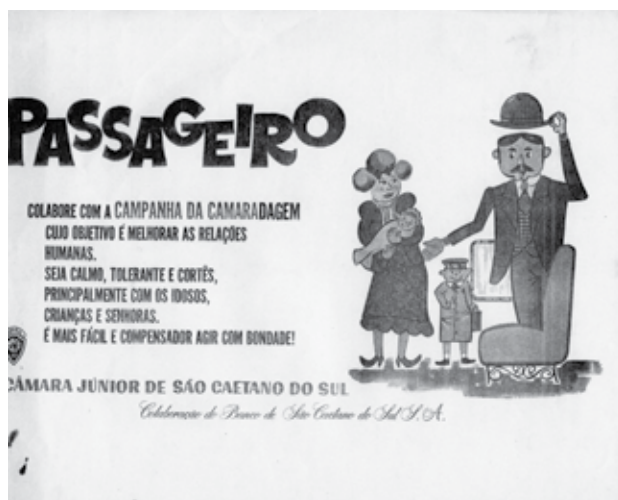 PASSAGEIRO
COLABORE COM A CAMPANHA DA CAMARADAGEM
CUJO OBJETIVO É MELHORAR AS RELAÇÕES
HUMANAS.
SEJA CALMO, TOLERANTE E CORTÊS,
PRINCIPALMENTE COM OS IDOSOS,
CRIANÇAS E SENHORAS.
É MAIS FÁCIL E COMPENSADOR AGIR COM BONDADE!
CÂMARA JÚNIOR DE SÃO CAETANO DO SUL
Colaboração do Banco de São Caetano do Sul S. A.